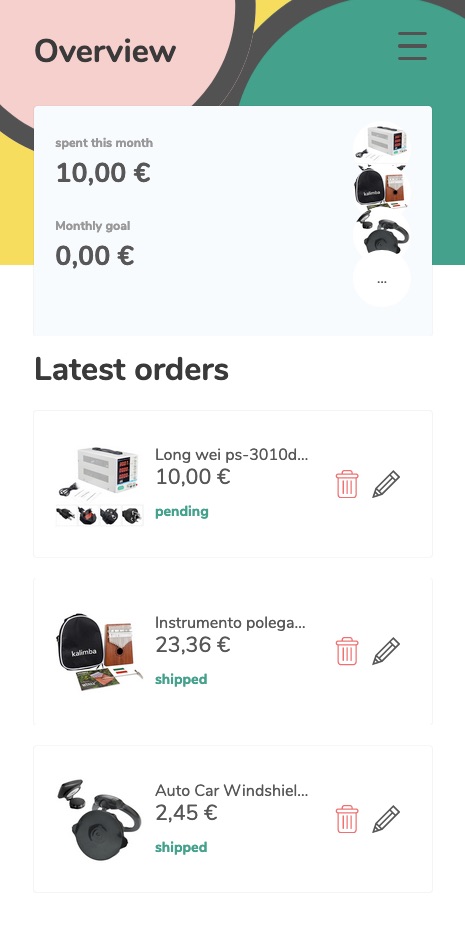 Overview
spent this month
10,00 €
Monthly goal
0,00 €
...
Latest orders
Long wei ps-3010d...
10,00 €
pending
kalimba
Instrumento polega...
23,36 €
shipped
Auto Car Windshiel...
2,45 €
shipped